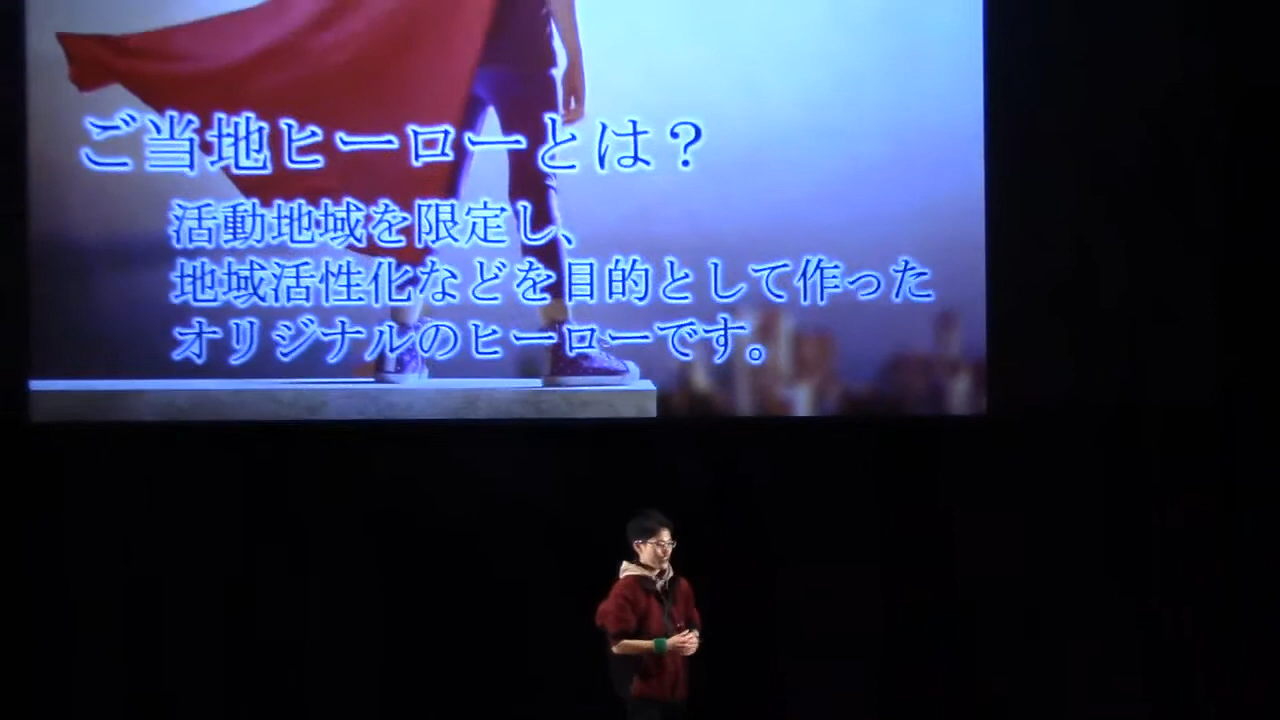 ご当地ヒーローとは？
活動地域を限定し、
地域活性化などを目的として作った
オリジナルのヒーローです。